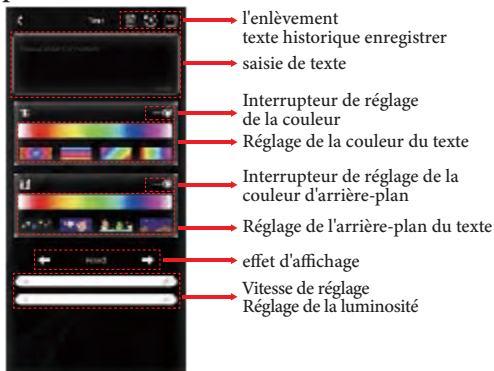 Text
l'enlèvement
texte historique enregistrer
saisie de texte
Interrupteur de réglage
de la couleur
Réglage de la couleur du texte
Interrupteur de réglage de la
couleur d'arrière-plan
Réglage de l'arrière-plan du texte
effet d'affichage
Vitesse de réglage
Réglage de la luminosité